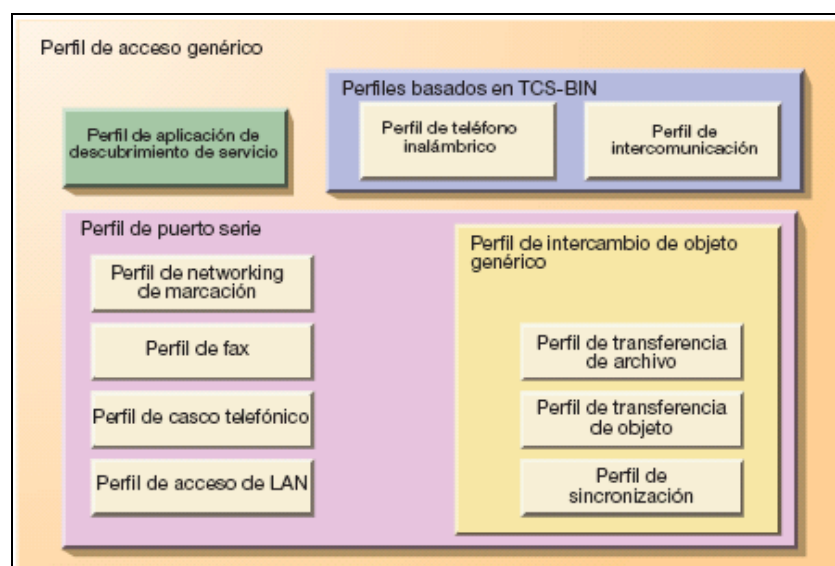 Perfil de acceso genérico
Perfiles basados en TCS-BIN
Perfil de aplicación de
descubrimiento de servicio
Perfil de teléfono
inalámbrico
Perfil de
intercomunicación
Perfil de puerto serie
Perfil de networking
de marcación
Perfil de fax
Perfil de casco telefónico
Perfil de acceso de LAN
Perfil de intercambio de objeto
genérico
Perfil de transferencia
de archivo
Perfil de transferencia
de objeto
Perfil de
sincronización